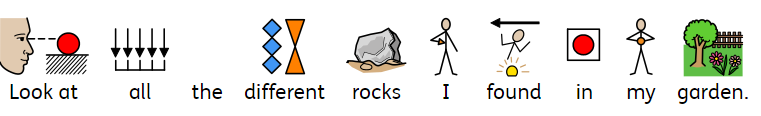 Look at all the different rocks I found in my garden.